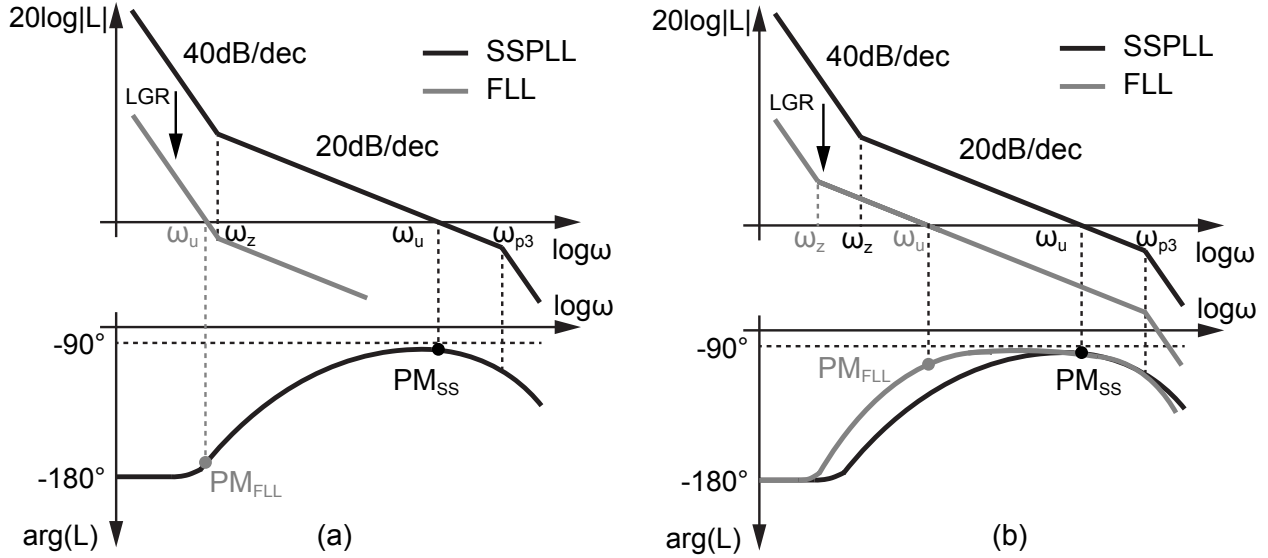 20log|L|
40dB/dec
SSPLL
FLL
LGR
20dB/dec
ωu ωz ωu ωp3
logω
logω
-90°
PMSS
-180°
PMFLL
arg(L)
(a)
20log|L|
40dB/dec
SSPLL
FLL
LGR
20dB/dec
ωz ωz ωu ωu ωp3
logω
logω
-90°
PMFLL
PMSS
-180°
arg(L)
(b)